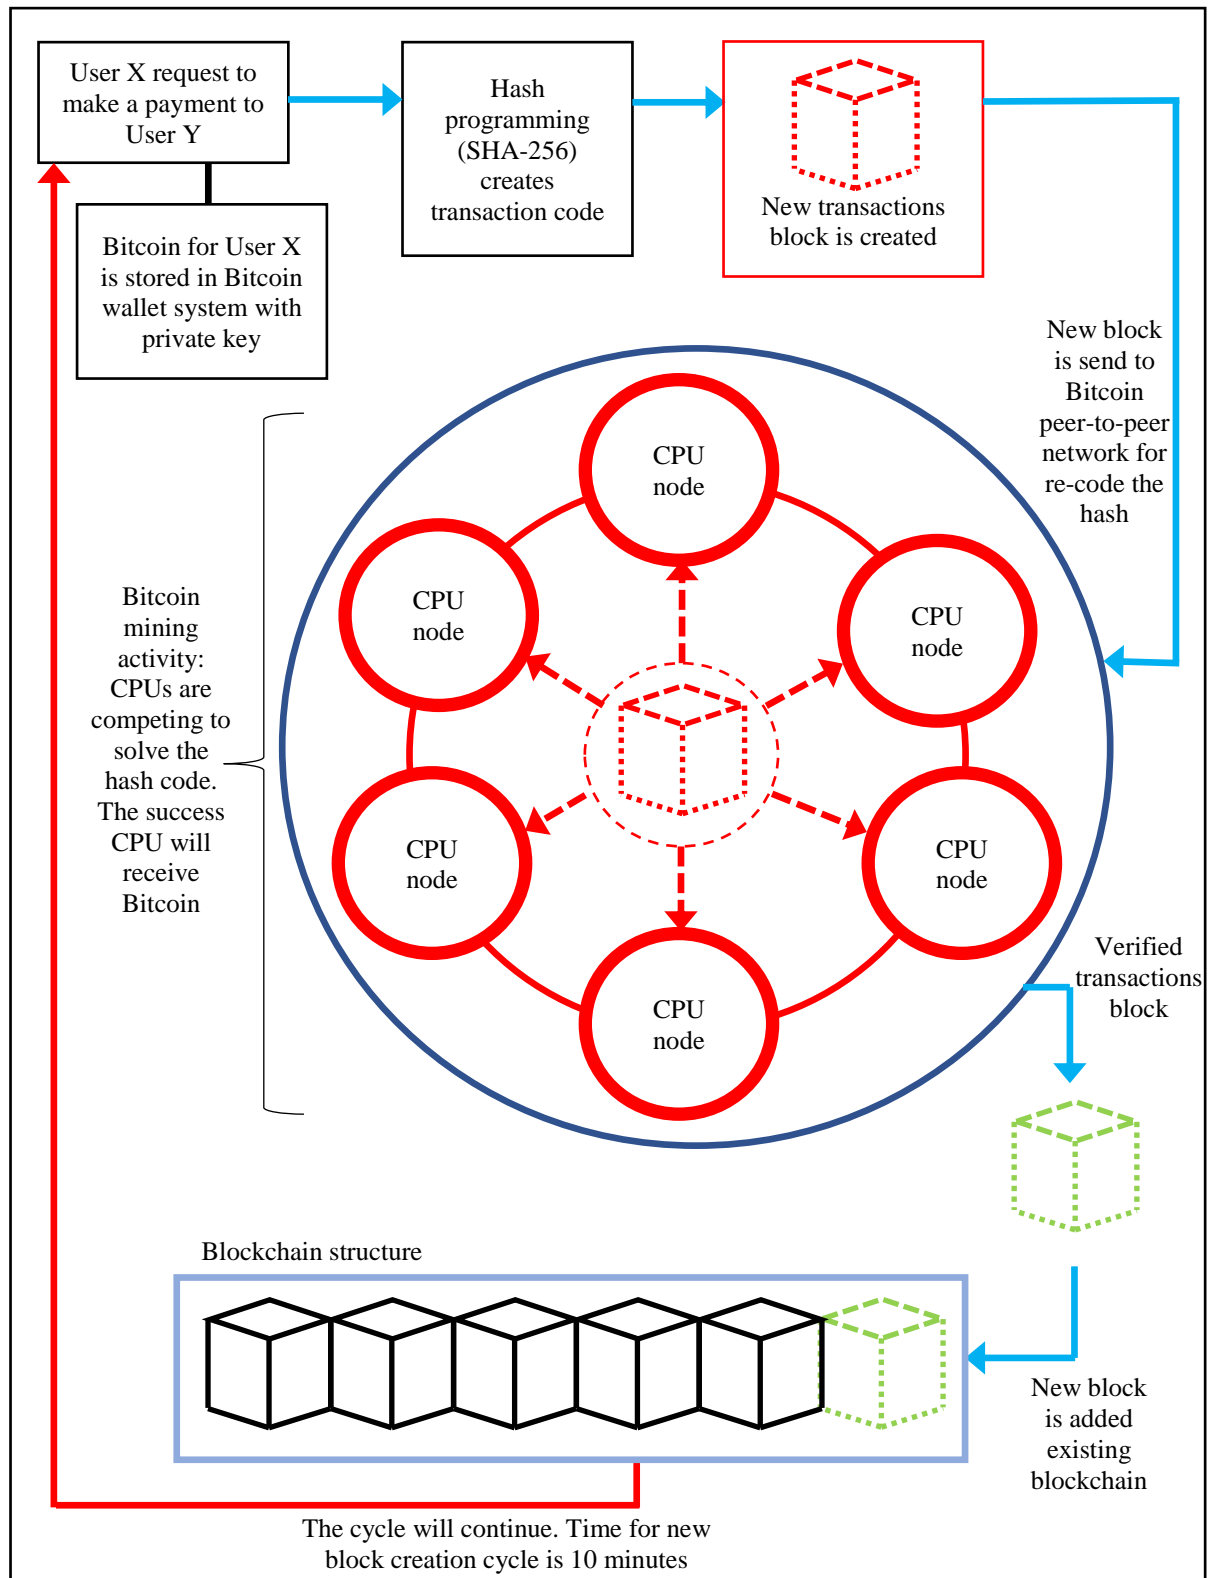 User X request to
make a payment to
User Y
Hash
programming
(SHA-256)
creates
transaction code
New transactions
block is created
Bitcoin for User X
is stored in Bitcoin
wallet system with
private key
New block
is send to
Bitcoin
peer-to-peer
network for
re-code the
hash
CPU
node
CPU
node
CPU
node
CPU
node
CPU
node
CPU
node
Bitcoin
mining
activity:
CPUs are
competing to
solve the
hash code.
The success
CPU will
receive
Bitcoin
Verified
transactions
block
Blockchain structure
New block
is added
existing
blockchain
The cycle will continue. Time for new
block creation cycle is 10 minutes